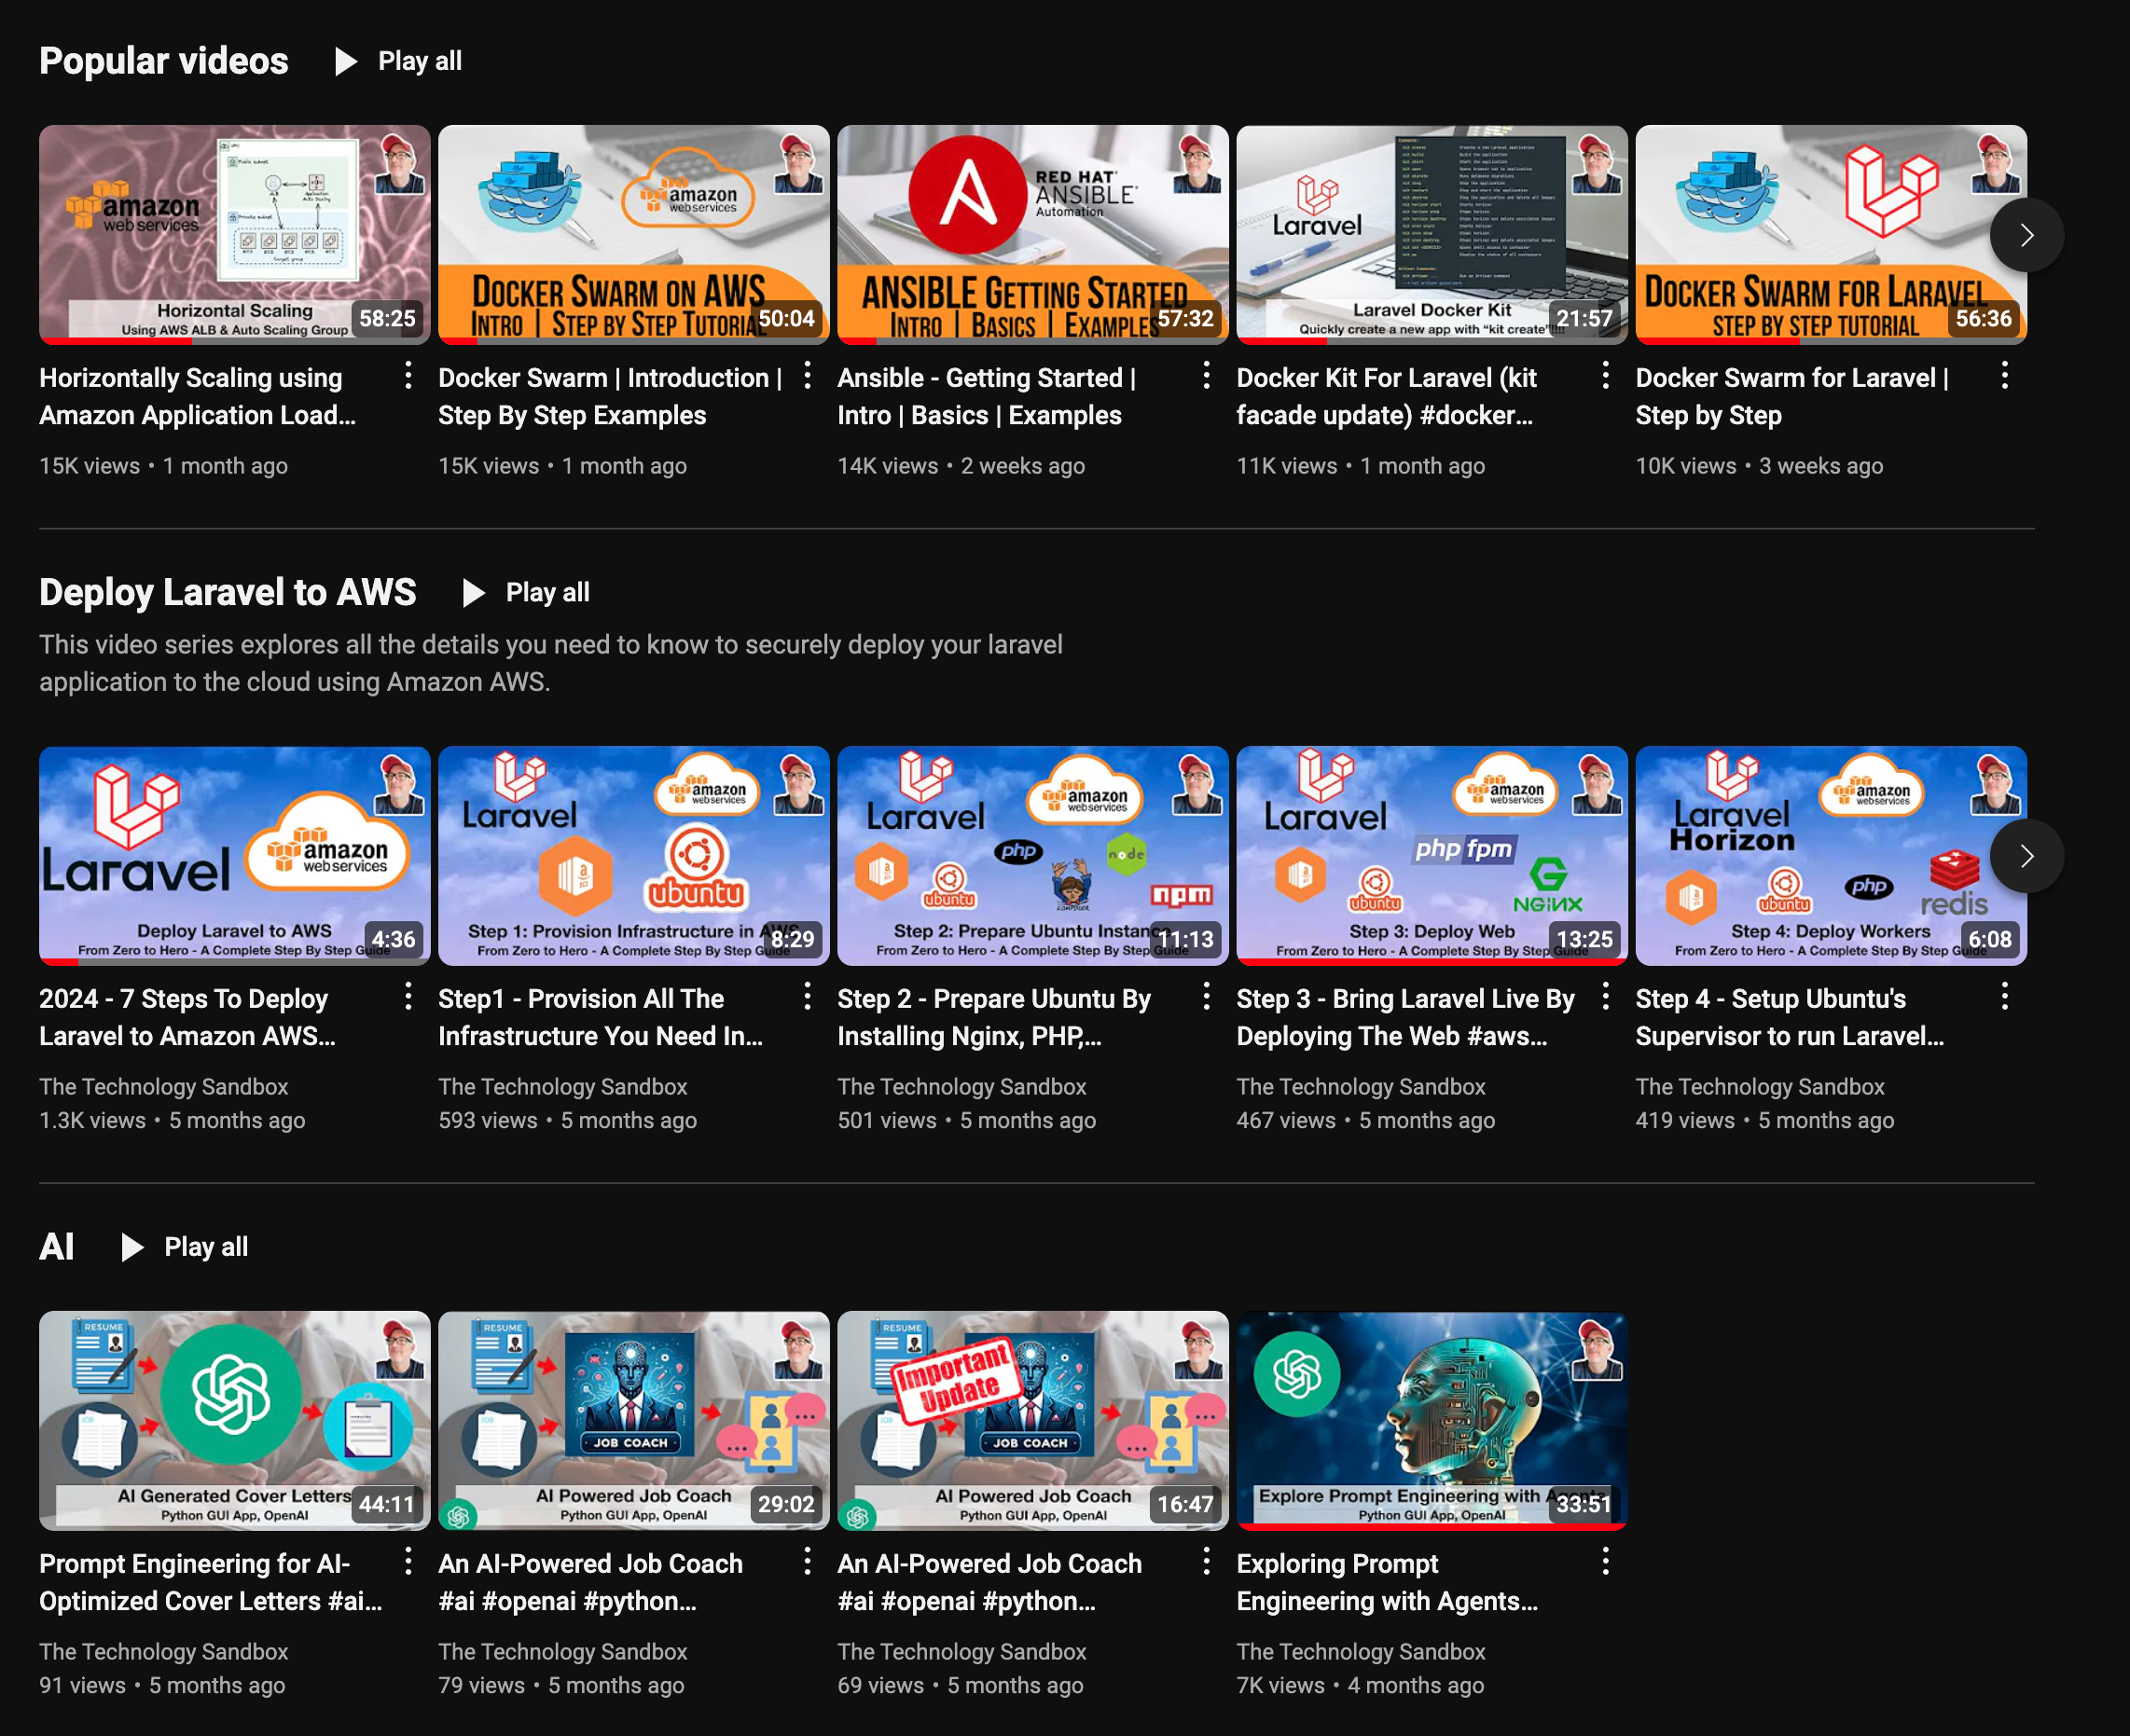 Popular videos
Play all
amazon
web services
Public subnet
Private subnet
Horizontal Scaling
Using AWS ALB & Auto Scaling Group
58:25
amazon
webservices
DOCKER SWARM ON AWS
INTRO | STEP BY STEP TUTORIAL
50:04
RED HAT
ANSIBLE
Automation
ANSIBLE GETTING STARTED
INTRO | BASICS | EXAMPLES
57:32
Laravel
Laravel Docker Kit
Quickly create a new app with "kit create"!!!!
21:57
DOCKER SWARM FOR LARAVEL
STEP BY STEP TUTORIAL
56:36
Horizontally Scaling using
Amazon Application Load...
15K views • 1 month ago
Docker Swarm | Introduction |
Step By Step Examples
15K views • 1 month ago
Ansible - Getting Started |
Intro | Basics | Examples
14K views • 2 weeks ago
Docker Kit For Laravel (kit
facade update) #docker...
11K views • 1 month ago
Docker Swarm for Laravel |
Step by Step
10K views • 3 weeks ago
Deploy Laravel to AWS
Play all
This video series explores all the details you need to know to securely deploy your laravel
application to the cloud using Amazon AWS.
Laravel
amazon
webservices
Deploy Laravel to AWS
From Zero to Hero - A Complete Step By Step Guide
4:36
Laravel
amazon
webservices
ubuntu
Step 1: Provision Infrastructure in AWS
From Zero to Hero - A Complete Step By Step Guide
8:29
Laravel
amazon
webservices
php
node
ubuntu
npm
Step 2: Prepare Ubuntu Instance
From Zero to Hero - A Complete Step By Step Guide
11:13
Laravel
amazon
webservices
php fpm
ubuntu
NGINX
Step 3: Deploy Web
From Zero to Hero - A Complete Step By Step Guide
13:25
Laravel
Horizon
amazon
webservices
ubuntu
php
redis
Step 4: Deploy Workers
From Zero to Hero - A Complete Step By Step Guide
6:08
2024 - 7 Steps To Deploy
Laravel to Amazon AWS...
The Technology Sandbox
1.3K views • 5 months ago
Step1 - Provision All The
Infrastructure You Need In...
The Technology Sandbox
593 views • 5 months ago
Step 2 - Prepare Ubuntu By
Installing Nginx, PHP,...
The Technology Sandbox
501 views • 5 months ago
Step 3 - Bring Laravel Live By
Deploying The Web #aws...
The Technology Sandbox
467 views • 5 months ago
Step 4 - Setup Ubuntu's
Supervisor to run Laravel...
The Technology Sandbox
419 views • 5 months ago
AI
Play all
RESUME
JOB
AI Generated Cover Letters
Python GUI App, OpenAI
44:11
RESUME
JOB
JOB COACH
AI Powered Job Coach
Python GUI App, OpenAI
29:02
RESUME
JOB
Important
Update
JOB COACH
AI Powered Job Coach
Python GUI App, OpenAI
16:47
Explore Prompt Engineering with Agents
Python GUI App, OpenAI
33:51
Prompt Engineering for AI-
Optimized Cover Letters #ai...
The Technology Sandbox
91 views • 5 months ago
An AI-Powered Job Coach
#ai #openai #python...
The Technology Sandbox
79 views • 5 months ago
An AI-Powered Job Coach
#ai #openai #python...
The Technology Sandbox
69 views • 5 months ago
Exploring Prompt
Engineering with Agents...
The Technology Sandbox
7K views • 4 months ago